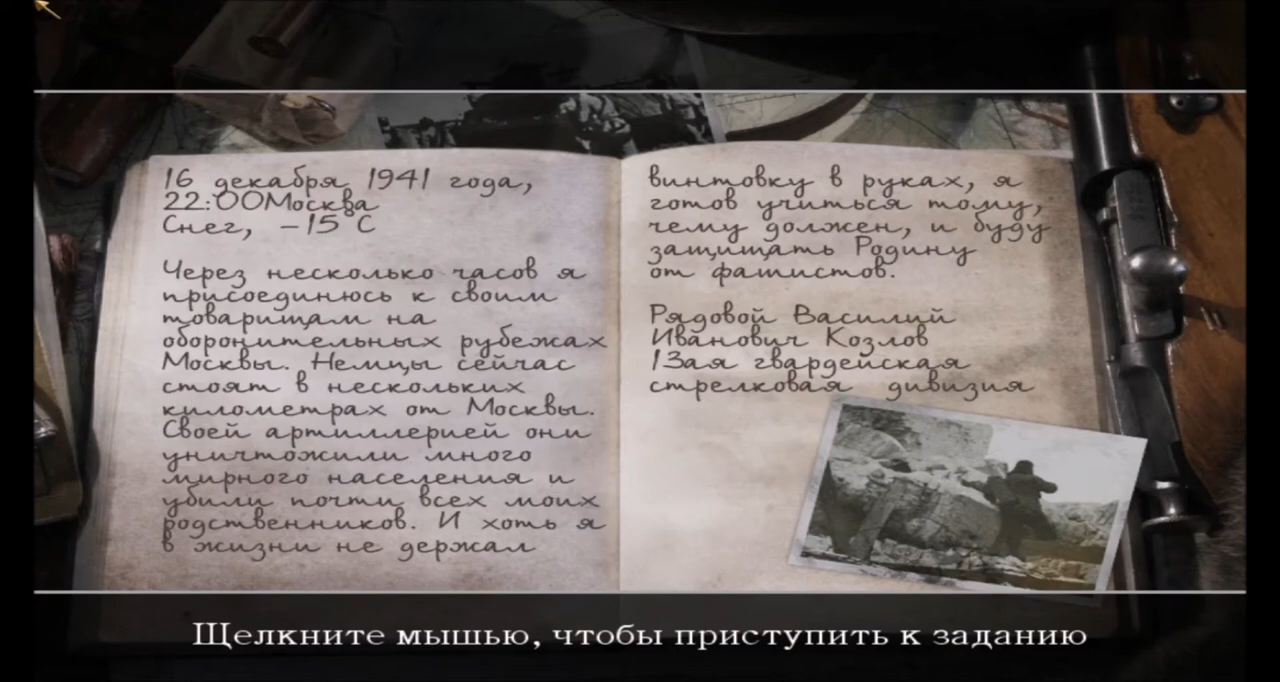 16 декабря 1941 года,
22:00Москва
Снег, -15°C
Через несколько часов я
присоединюсь к своим
товарищам на
оборонительных рубежах
Москвы. Немцы сейчас
стоят в нескольких
километрах от Москвы.
Своей артиллерией они
уничтожили много
мирного населения и
убили почти всех моих
родственников. И хоть я
в жизни не держал
винтовку в руках, я
готов учиться тому,
чему должен, и буду
защищать Родину
от фашистов.
Рядовой Василий
Иванович Козлов
13ая гвардейская
стрелковая дивизия
Щелкните мышью, чтобы приступить к заданию